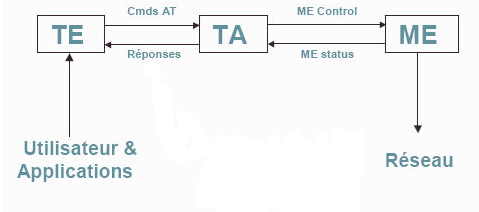 Cmds AT
ME Control
TE
TA
ME
Réponses
ME status
Utilisateur &
Applications
Réseau